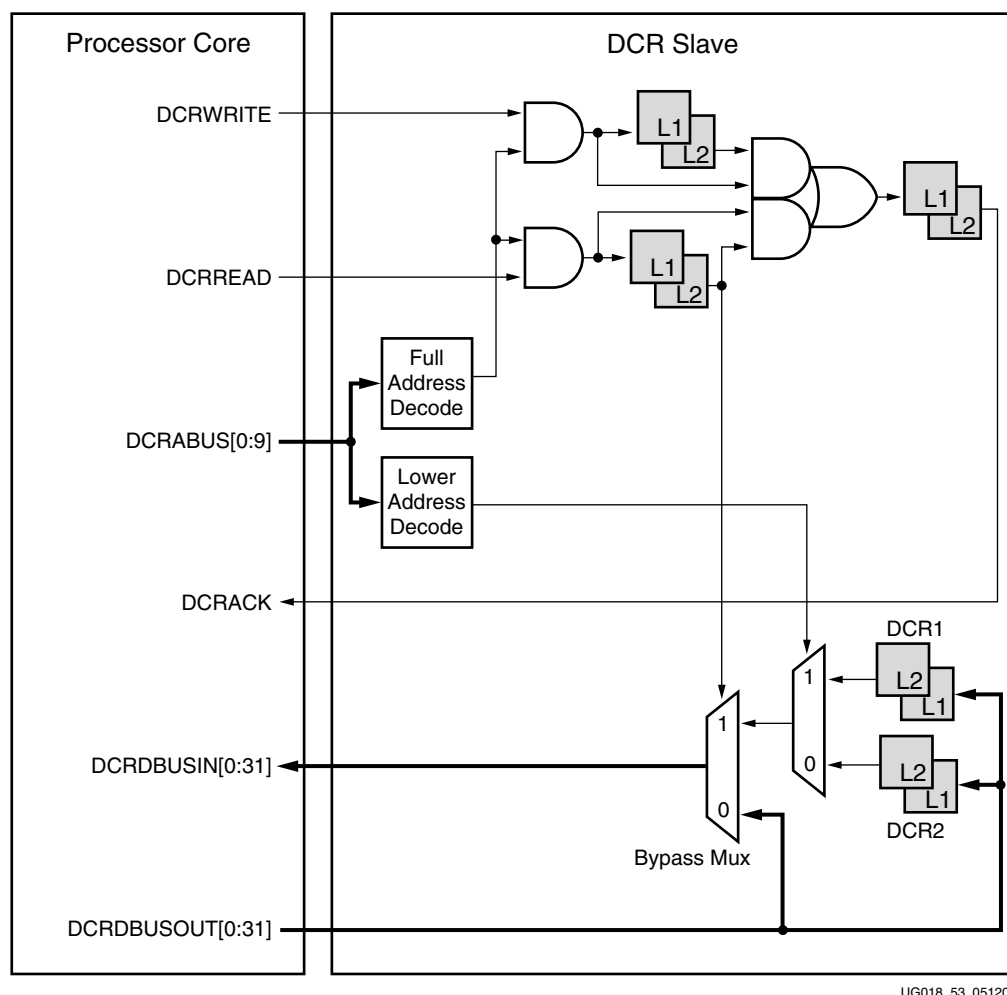 Processor Core
DCR Slave
DCRWRITE
L1
L2
L1
L2
DCRREAD
L1
L2
Full
Address
Decode
DCRABUS[0:9]
Lower
Address
Decode
DCRACK
DCR1
1
L2
L1
1
DCRDBUSIN[0:31]
0
L2
L1
0
DCR2
Bypass Mux
DCRDBUSOUT[0:31]
UG018_53_05120